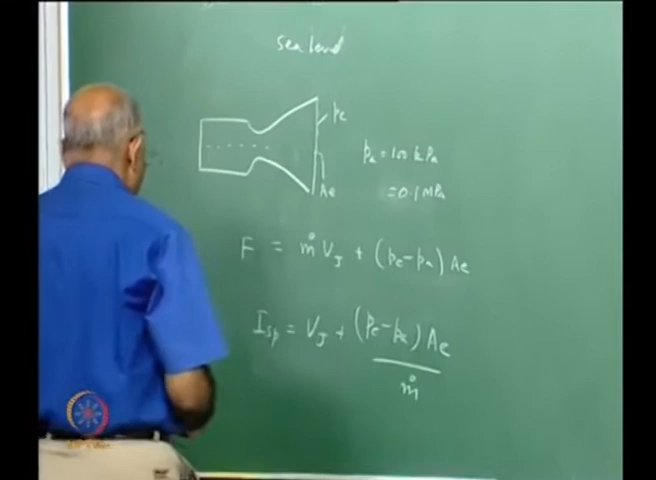 sea level
pe
pa = 100 kPa
Ae
= 0.1 MPa
F = ṁ VJ + (pe - pa) Ae
Isp = VJ + (pe - pa) Ae
ṁ